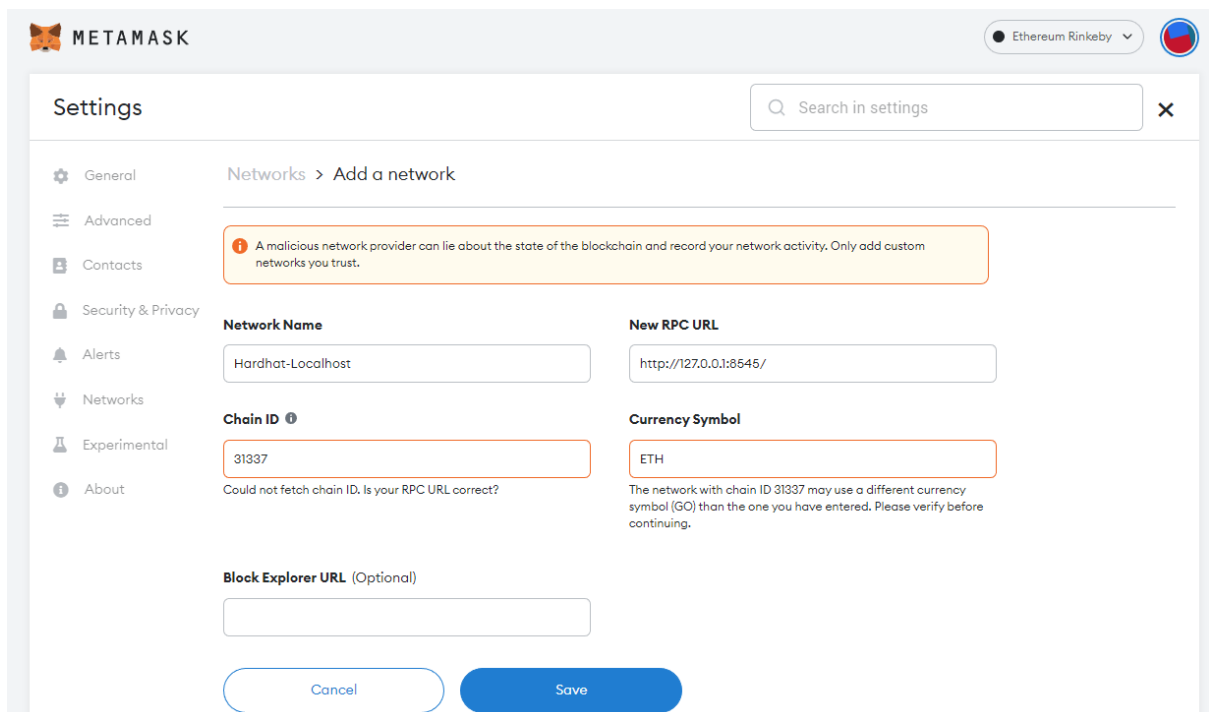 METAMASK
Ethereum Rinkeby
Settings
Search in settings
General
Networks > Add a network
Advanced
A malicious network provider can lie about the state of the blockchain and record your network activity. Only add custom
networks you trust.
Contacts
Security & Privacy
Network Name
New RPC URL
Alerts
Hardhat-Localhost
http://127.0.0.1:8545/
Networks
Chain ID
Currency Symbol
Experimental
31337
ETH
About
Could not fetch chain ID. Is your RPC URL correct?
The network with chain ID 31337 may use a different currency
symbol (GO) than the one you have entered. Please verify before
continuing.
Block Explorer URL (Optional)
Cancel
Save